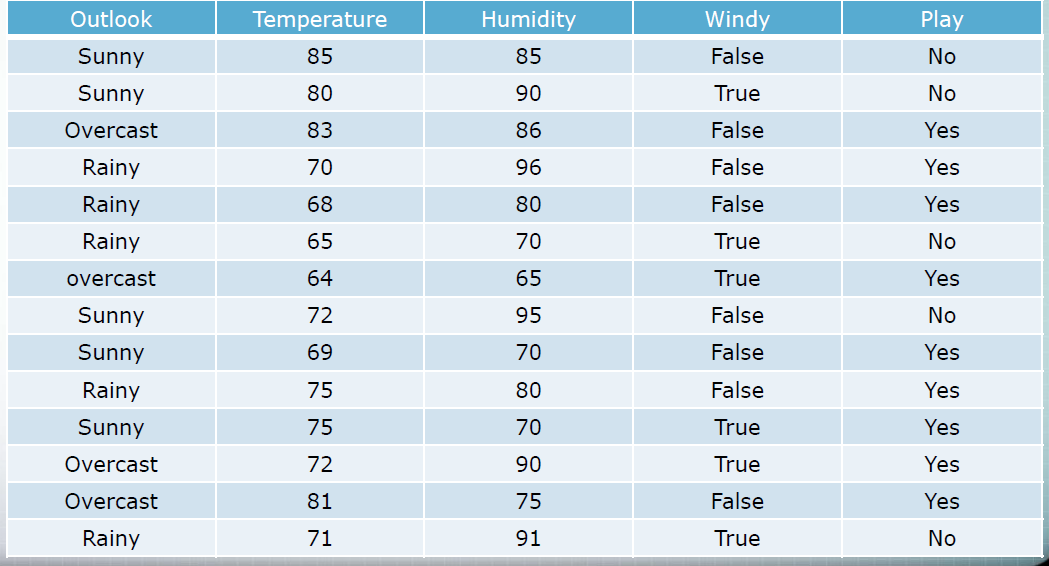 Outlook Temperature Humidity Windy Play
Sunny 85 85 False No
Sunny 80 90 True No
Overcast 83 86 False Yes
Rainy 70 96 False Yes
Rainy 68 80 False Yes
Rainy 65 70 True No
overcast 64 65 True Yes
Sunny 72 95 False No
Sunny 69 70 False Yes
Rainy 75 80 False Yes
Sunny 75 70 True Yes
Overcast 72 90 True Yes
Overcast 81 75 False Yes
Rainy 71 91 True No